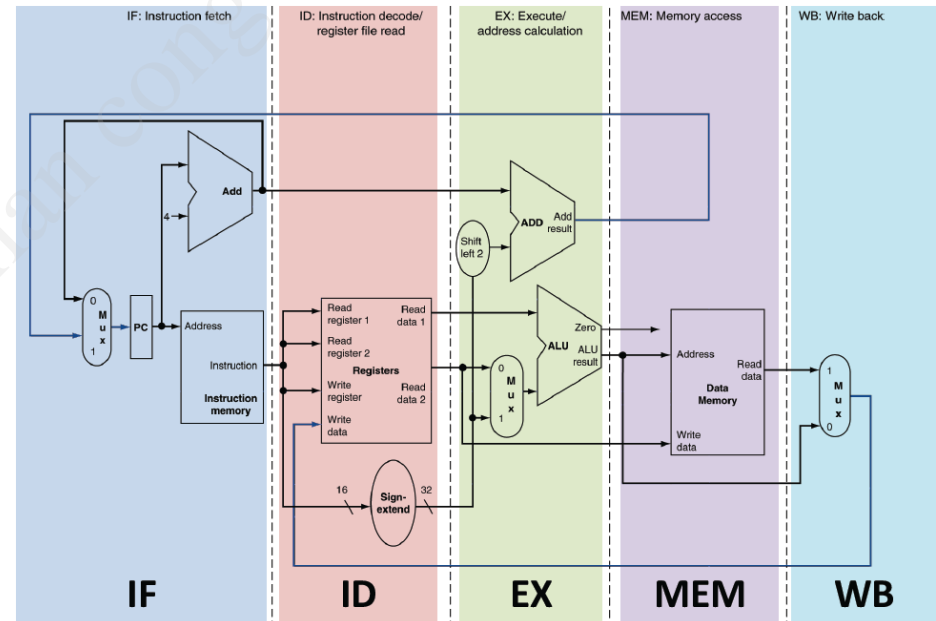 IF: Instruction fetch
ID: Instruction decode/
register file read
EX: Execute/
address calculation
MEM: Memory access
WB: Write back
Add
4
ADD
Add
result
Shift
left 2
0
M
u
x
1
PC
Address
Instruction
Instruction
memory
Read
register 1
Read
register 2
Registers
Write
register
Write
data
Read
data 1
Read
data 2
16
Sign-
extend
32
0
M
u
x
1
Zero
ALU
ALU
result
Address
Read
data
Data
Memory
Write
data
1
M
u
x
0
IF
ID
EX
MEM
WB